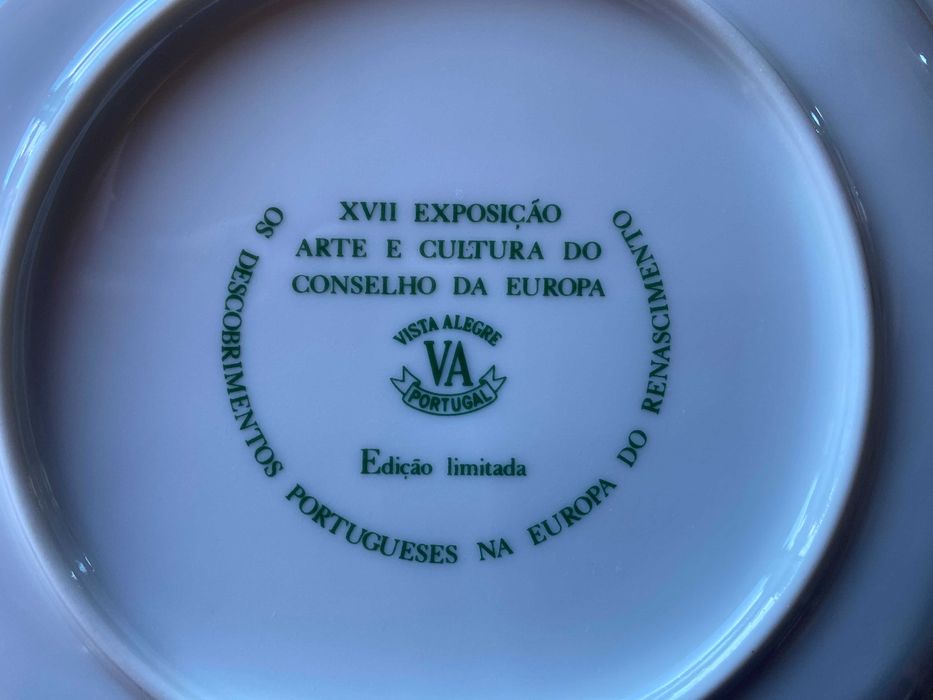 XVII EXPOSIÇÃO
ARTE E CULTURA DO
CONSELHO DA EUROPA
VISTA ALEGRE
VA
PORTUGAL
Edição limitada
OS DESCOBRIMENTOS PORTUGUESES NA EUROPA DO RENASCIMENTO